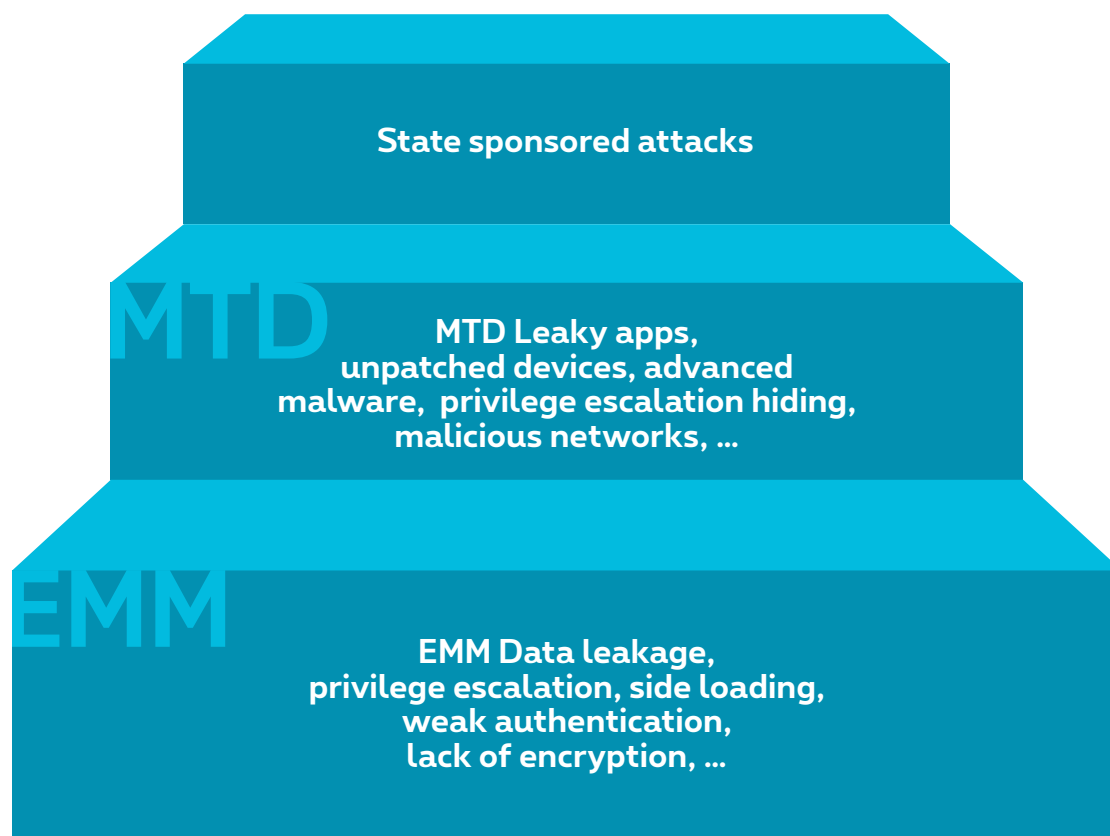 State sponsored attacks
MTD
MTD Leaky apps,
unpatched devices, advanced
malware, privilege escalation hiding,
malicious networks, ...
EMM
EMM Data leakage,
privilege escalation, side loading,
weak authentication,
lack of encryption, ...